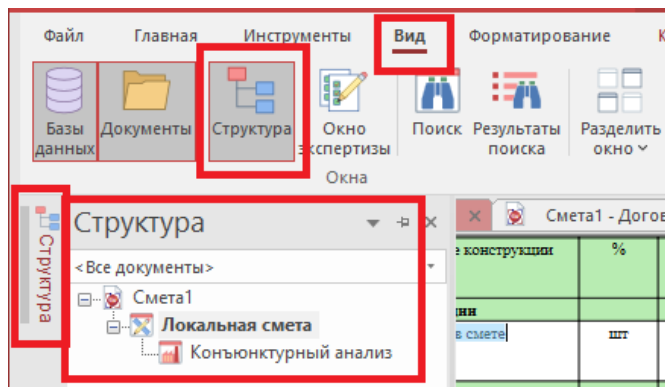 Файл Главная Инструменты Вид Форматирование К
Базы данных Документы Структура Окно экспертизы Поиск Результаты поиска Разделить окно
Окна
Структура
Структура
<Все документы>
Смета1
Локальная смета
Конъюнктурный анализ
Смета1 - Догов
е конструкции %
ции
в смете шт